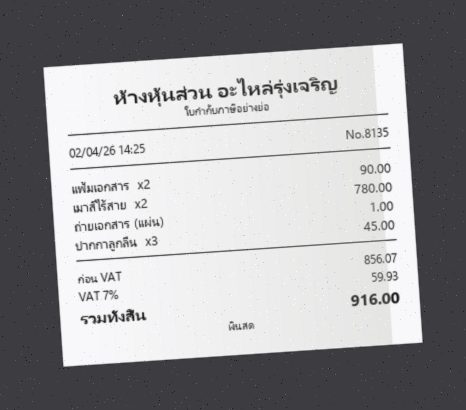 ห้างหุ้นส่วน อะไหล่รุ่งเจริญ
ใบกำกับภาษีอย่างย่อ
02/04/26 14:25 No.8135
แฟ้มเอกสาร x2 90.00
เมาส์ไร้สาย x2 780.00
ถ่ายเอกสาร (แผ่น) 1.00
ปากกาลูกลื่น x3 45.00
ก่อน VAT 856.07
VAT 7% 59.93
รวมทั้งสิ้น 916.00
เงินสด